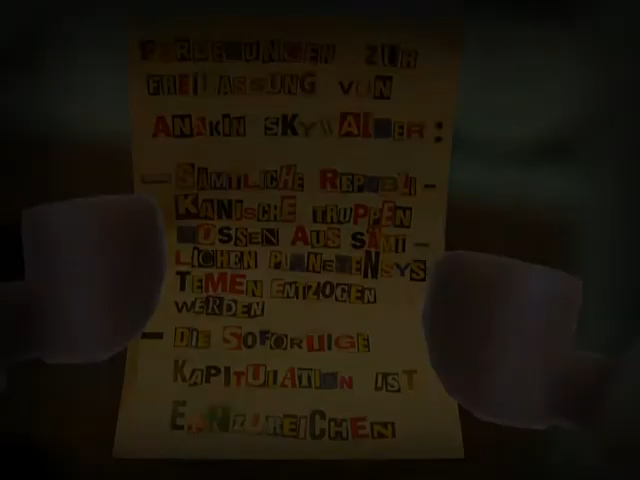 FORDERUNGEN ZUR
FREILASSUNG VON
ANAKIN SKYWALKER:
- SÄMTLICHE REPUBLI-
KANISCHE TRUPPEN
MÜSSEN AUS SÄMT-
LICHEN PLANETENSYS
TEMEN ENTZOGEN
WERDEN
- DIE SOFORTIGE
KAPITULATION IST
EINZUREICHEN